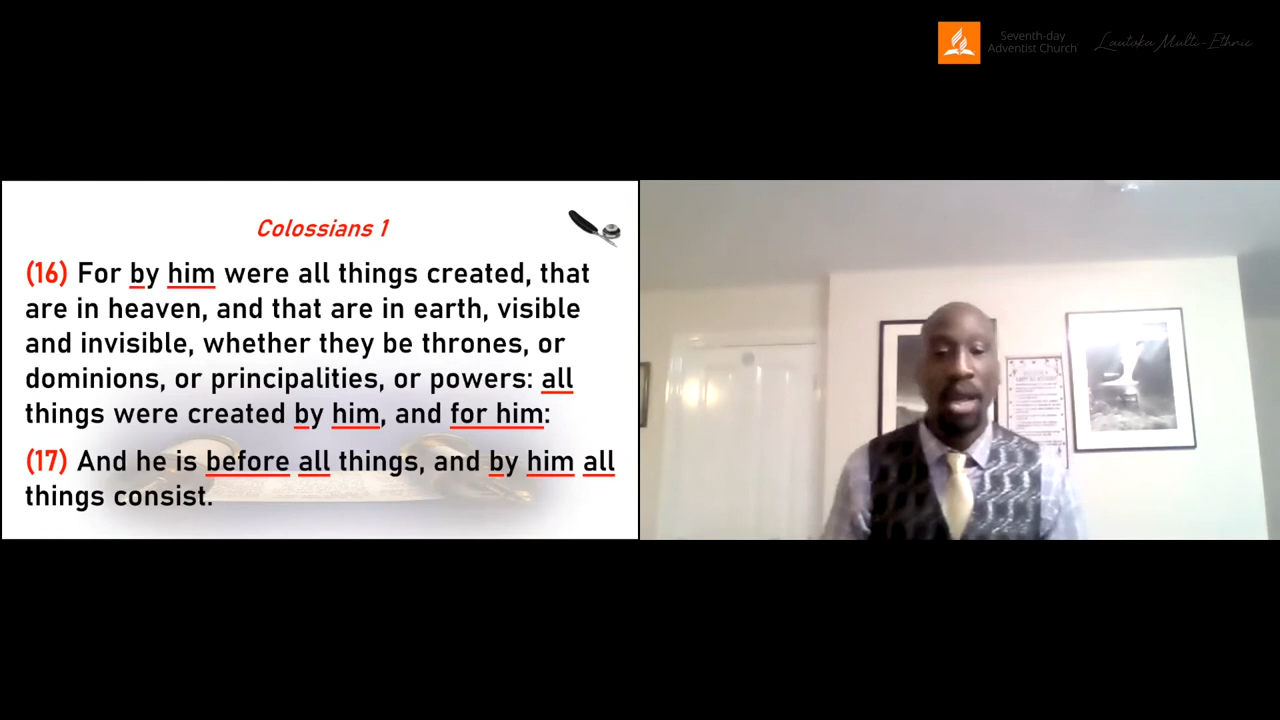 Seventh-day
Adventist Church
Lautoka Multi-Ethnic
Colossians 1
(16) For by him were all things created, that
are in heaven, and that are in earth, visible
and invisible, whether they be thrones, or
dominions, or principalities, or powers: all
things were created by him, and for him:
(17) And he is before all things, and by him all
things consist.